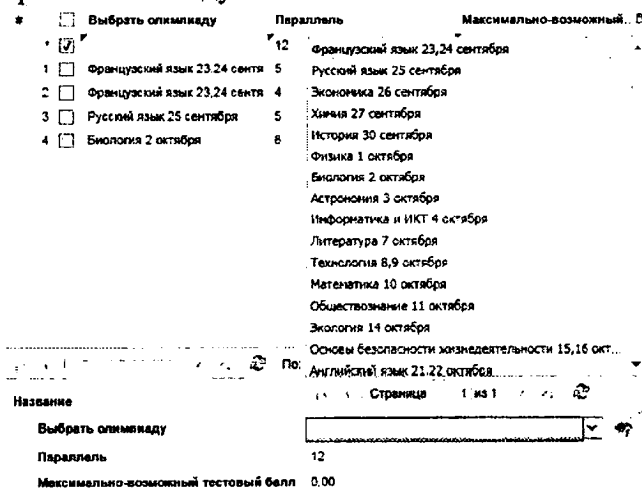 # Выбрать олимпиаду Параллель Максимально-возможный..
* 12
1 Французский язык 23,24 сентя 5
2 Французский язык 23,24 сентя 4
3 Русский язык 25 сентября 5
4 Биология 2 октября 8
Французский язык 23,24 сентября
Русский язык 25 сентября
Экономика 26 сентября
Химия 27 сентября
История 30 сентября
Физика 1 октября
Биология 2 октября
Астрономия 3 октября
Информатика и ИКТ 4 октября
Литература 7 октября
Технология 8,9 октября
Математика 10 октября
Обществознание 11 октября
Экология 14 октября
Основы безопасности жизнедеятельности 15,16 окт...
По: Английский язык 21,22 октября
Страница 1 из 1
Название
Выбрать олимпиаду
Параллель 12
Максимально-возможный тестовый балл 0,00